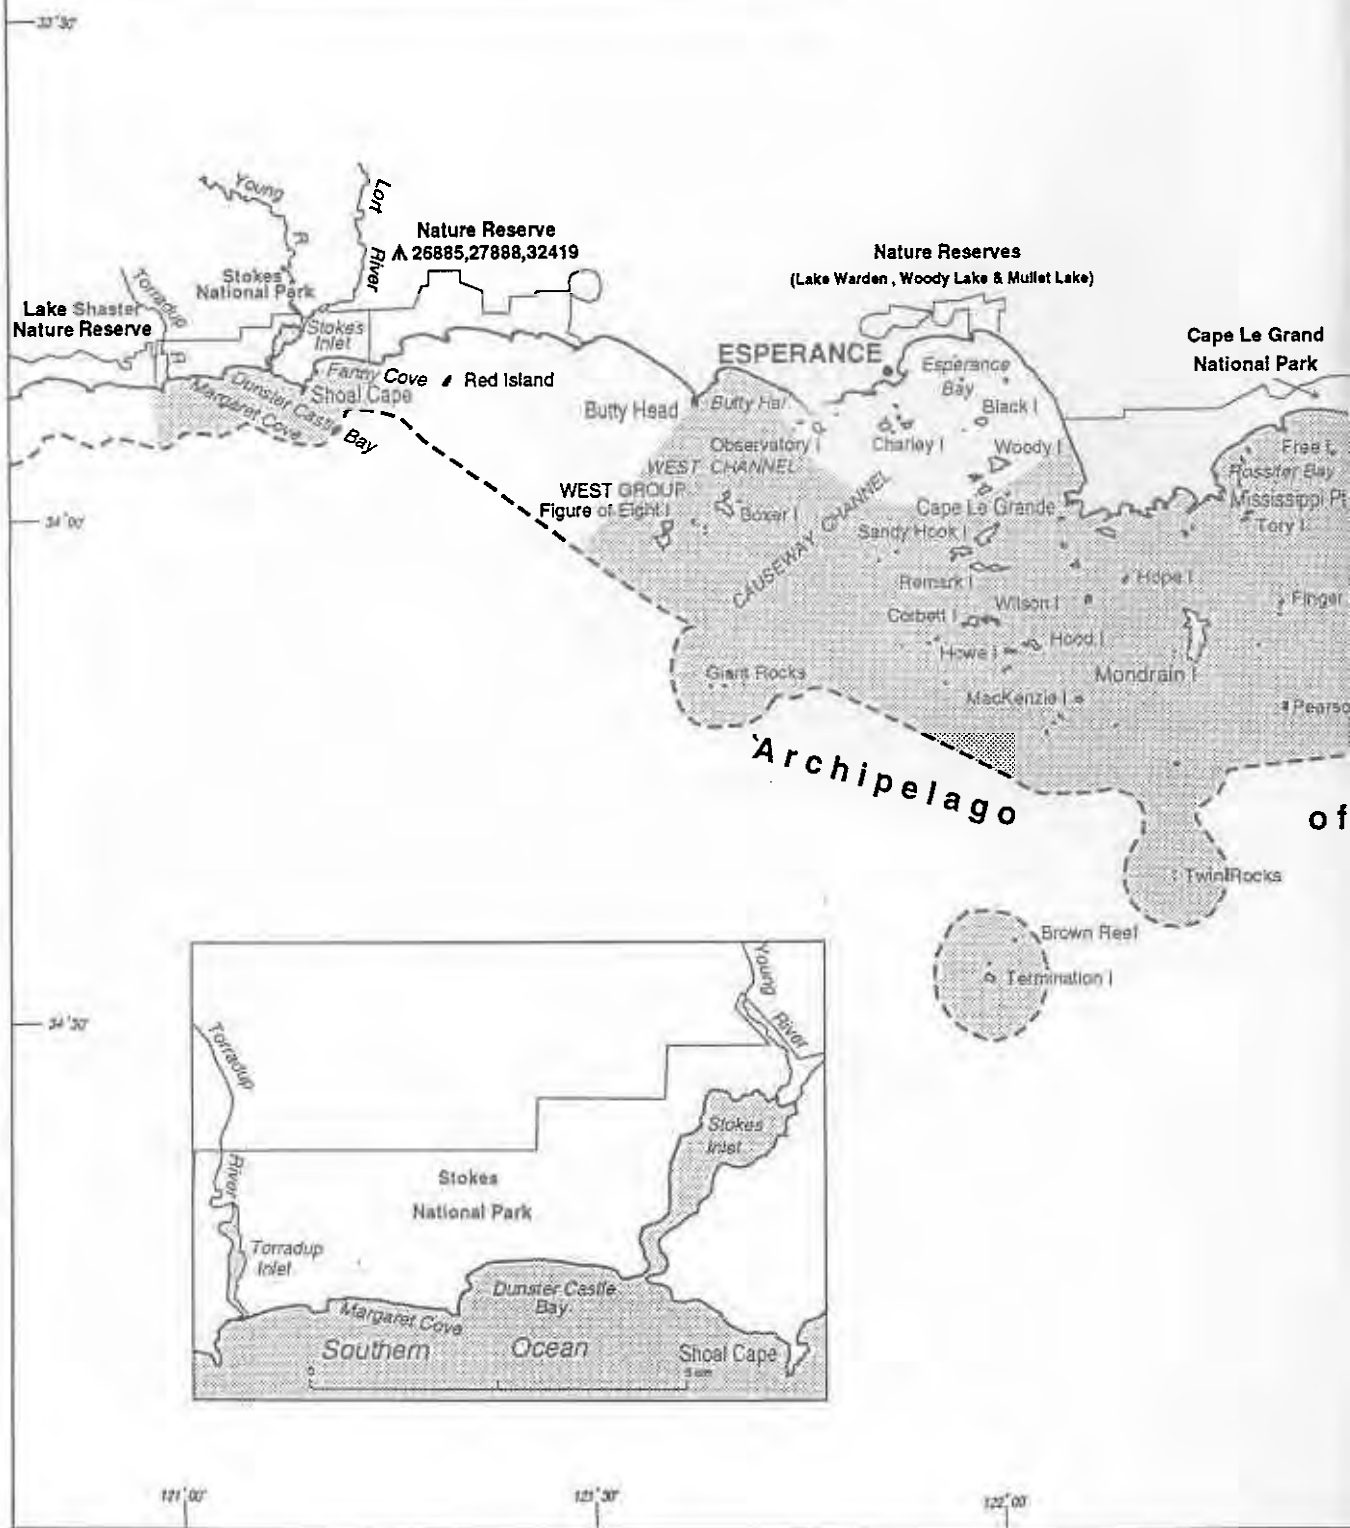 33°30'
Young
R
Lort
River
Nature Reserve
26885,27888,32419
Nature Reserves
(Lake Warden , Woody Lake & Mullet Lake)
Stokes
National Park
Torradup
R
Lake Shaster
Nature Reserve
Stokes
Inlet
Cape Le Grand
National Park
ESPERANCE
Esperance
Bay
Fanny Cove
Red Island
Shoal Cape
Dunster Castle
Bay
Margaret Cove
Butty Head
Butty Har.
Black I
Observatory I
Charley I
Woody I
Free I.
WEST CHANNEL
Rossiter Bay
WEST GROUP
Figure of Eight I
Boxer I
CAUSEWAY CHANNEL
Cape Le Grande
Mississippi Pt
Tory I
34°00'
Sandy Hook I
Remark I
Hope I
Wilson I
Finger
Corbett I
Howe I
Hood I
Giant Rocks
Mondrain I
MacKenzie I
Pearso
Archipelago
of
Twin Rocks
Brown Reef
Termination I
34°30'
Young
River
Torradup
River
Stokes
Inlet
Stokes
National Park
Torradup
Inlet
Dunster Castle
Bay
Margaret Cove
Southern Ocean
Shoal Cape
0
5 km
121°00'
121°30'
122°00'